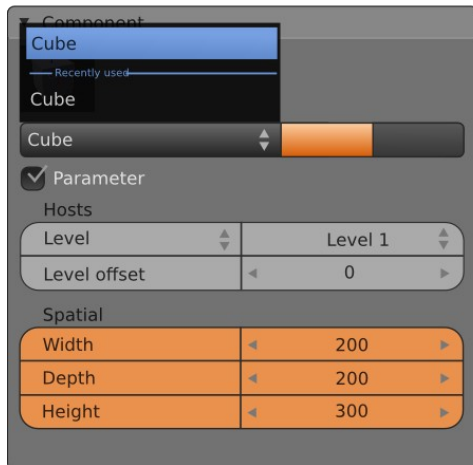 Component
Cube
Recently used
Cube
Cube
Parameter
Hosts
Level Level 1
Level offset 0
Spatial
Width 200
Depth 200
Height 300